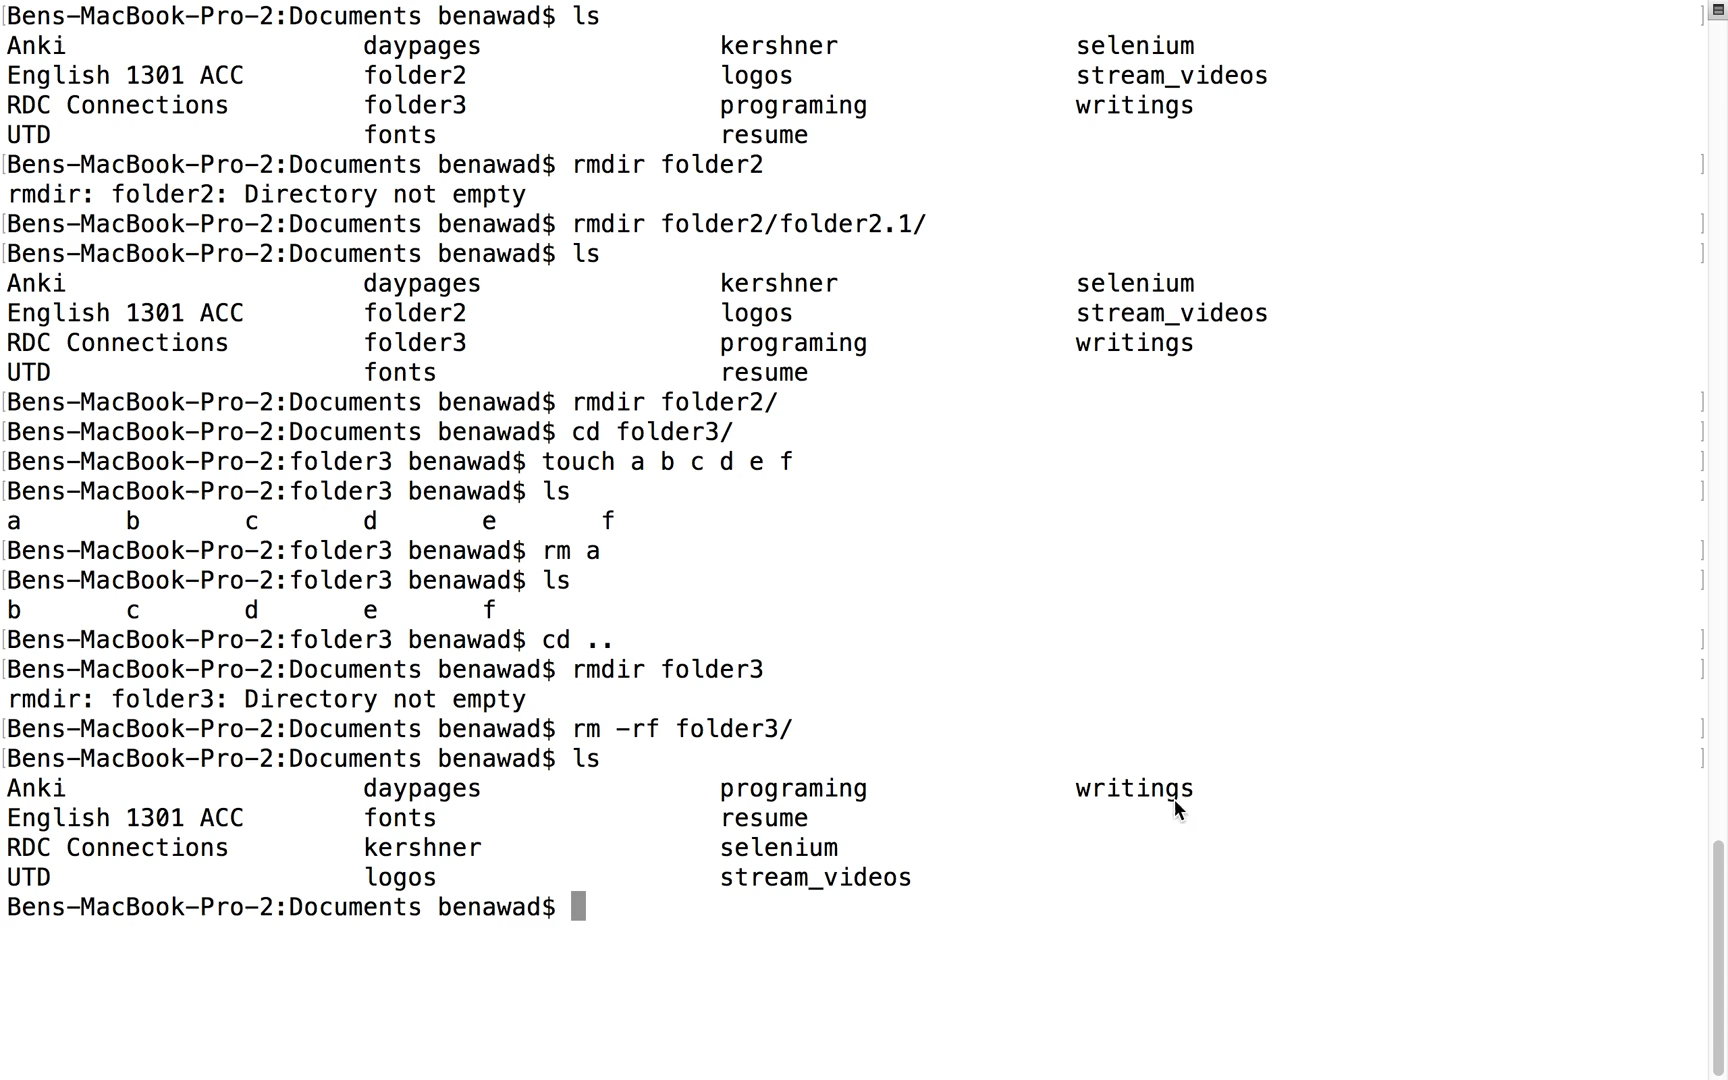 [Bens-MacBook-Pro-2:Documents benawad$ ls ]
Anki daypages kershner selenium
English 1301 ACC folder2 logos stream_videos
RDC Connections folder3 programing writings
UTD fonts resume
[Bens-MacBook-Pro-2:Documents benawad$ rmdir folder2 ]
rmdir: folder2: Directory not empty
[Bens-MacBook-Pro-2:Documents benawad$ rmdir folder2/folder2.1/ ]
[Bens-MacBook-Pro-2:Documents benawad$ ls ]
Anki daypages kershner selenium
English 1301 ACC folder2 logos stream_videos
RDC Connections folder3 programing writings
UTD fonts resume
[Bens-MacBook-Pro-2:Documents benawad$ rmdir folder2/ ]
[Bens-MacBook-Pro-2:Documents benawad$ cd folder3/ ]
[Bens-MacBook-Pro-2:folder3 benawad$ touch a b c d e f ]
[Bens-MacBook-Pro-2:folder3 benawad$ ls ]
a b c d e f
[Bens-MacBook-Pro-2:folder3 benawad$ rm a ]
[Bens-MacBook-Pro-2:folder3 benawad$ ls ]
b c d e f
[Bens-MacBook-Pro-2:folder3 benawad$ cd .. ]
[Bens-MacBook-Pro-2:Documents benawad$ rmdir folder3 ]
rmdir: folder3: Directory not empty
[Bens-MacBook-Pro-2:Documents benawad$ rm -rf folder3/ ]
[Bens-MacBook-Pro-2:Documents benawad$ ls ]
Anki daypages programing writings
English 1301 ACC fonts resume
RDC Connections kershner selenium
UTD logos stream_videos
Bens-MacBook-Pro-2:Documents benawad$